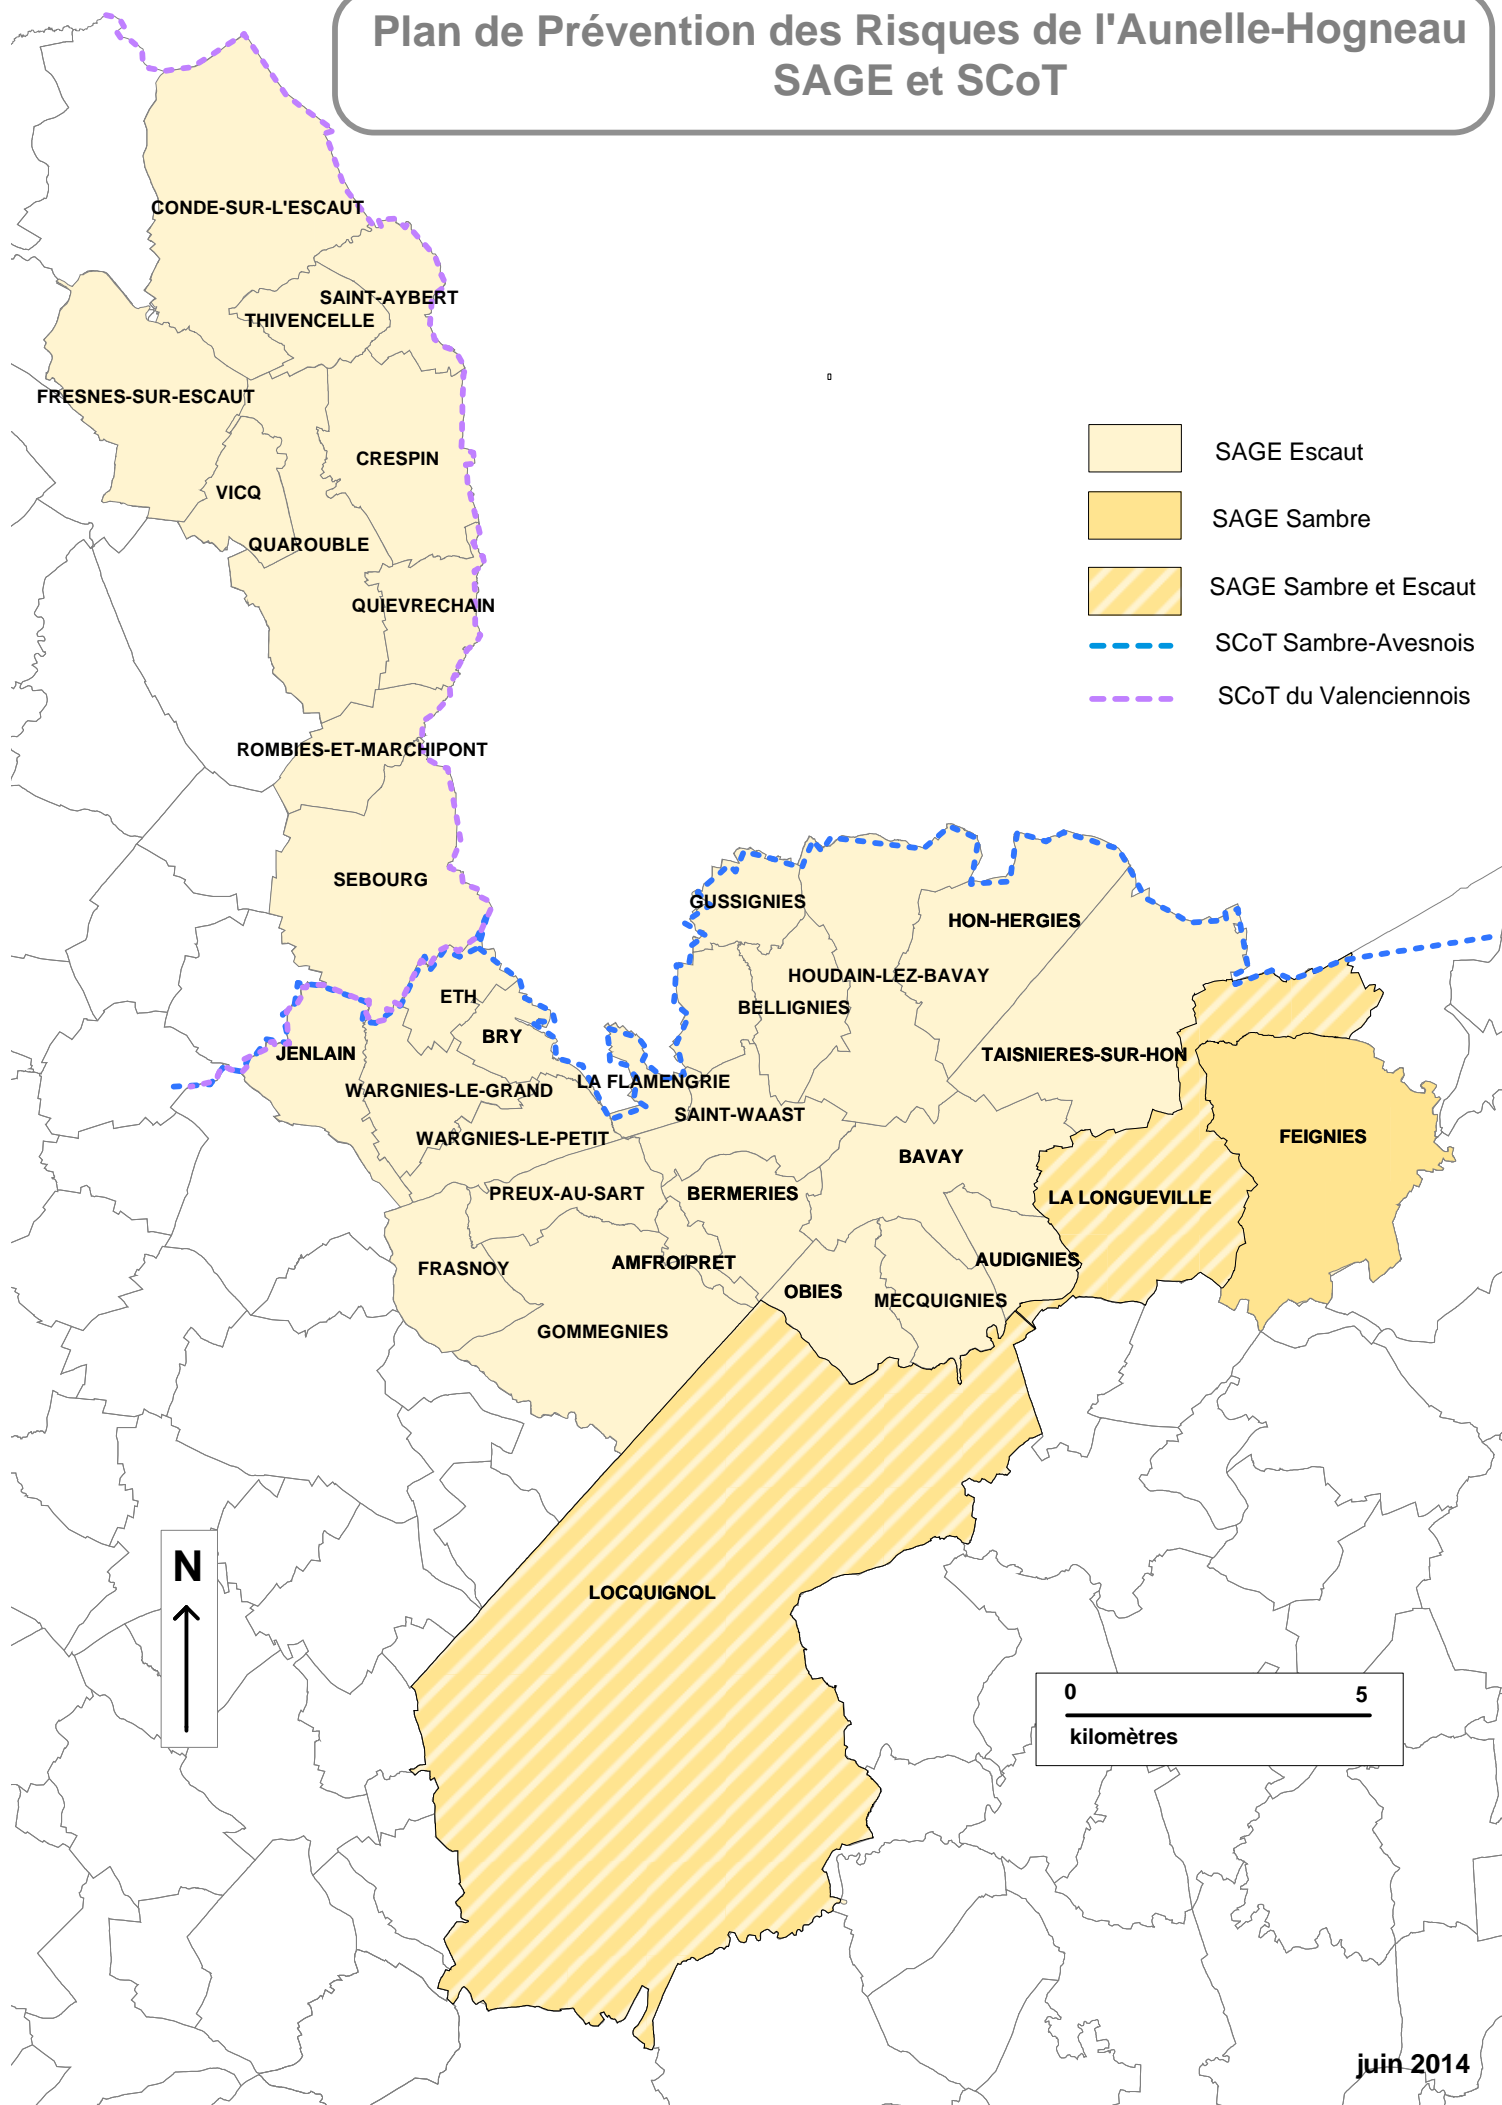 Plan de Prévention des Risques de l'Aunelle-Hogneau
SAGE et SCoT
CONDE-SUR-L'ESCAUT
SAINT-AYBERT
THIVENCELLE
FRESNES-SUR-ESCAUT
CRESPIN
VICQ
QUAROUBLE
QUIEVRECHAIN
ROMBIES-ET-MARCHIPONT
SEBOURG
SAGE Escaut
SAGE Sambre
SAGE Sambre et Escaut
SCoT Sambre-Avesnois
SCoT du Valenciennois
GUSSIGNIES
HON-HERGIES
HOUDAIN-LEZ-BAVAY
ETH
BELLIGNIES
BRY
JENLAIN
TAISNIERES-SUR-HON
LA FLAMENGRIE
WARGNIES-LE-GRAND
SAINT-WAAST
WARGNIES-LE-PETIT
FEIGNIES
BAVAY
PREUX-AU-SART
BERMERIES
LA LONGUEVILLE
FRASNOY
AMFROIPRET
AUDIGNIES
OBIES
MECQUIGNIES
GOMMEGNIES
LOCQUIGNOL
N
0 5
kilomètres
juin 2014